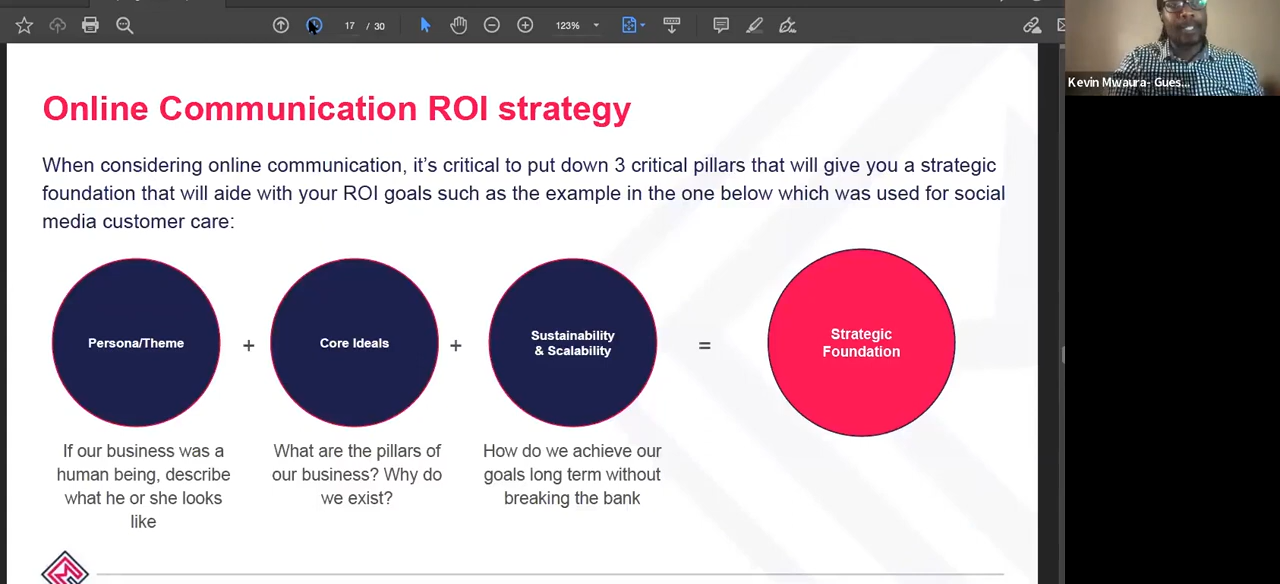 17 / 30
123%
Kevin Mwaura- Gues...
Online Communication ROI strategy
When considering online communication, it's critical to put down 3 critical pillars that will give you a strategic
foundation that will aide with your ROI goals such as the example in the one below which was used for social
media customer care:
Persona/Theme
+
Core Ideals
+
Sustainability
& Scalability
=
Strategic
Foundation
If our business was a
human being, describe
what he or she looks
like
What are the pillars of
our business? Why do
we exist?
How do we achieve our
goals long term without
breaking the bank